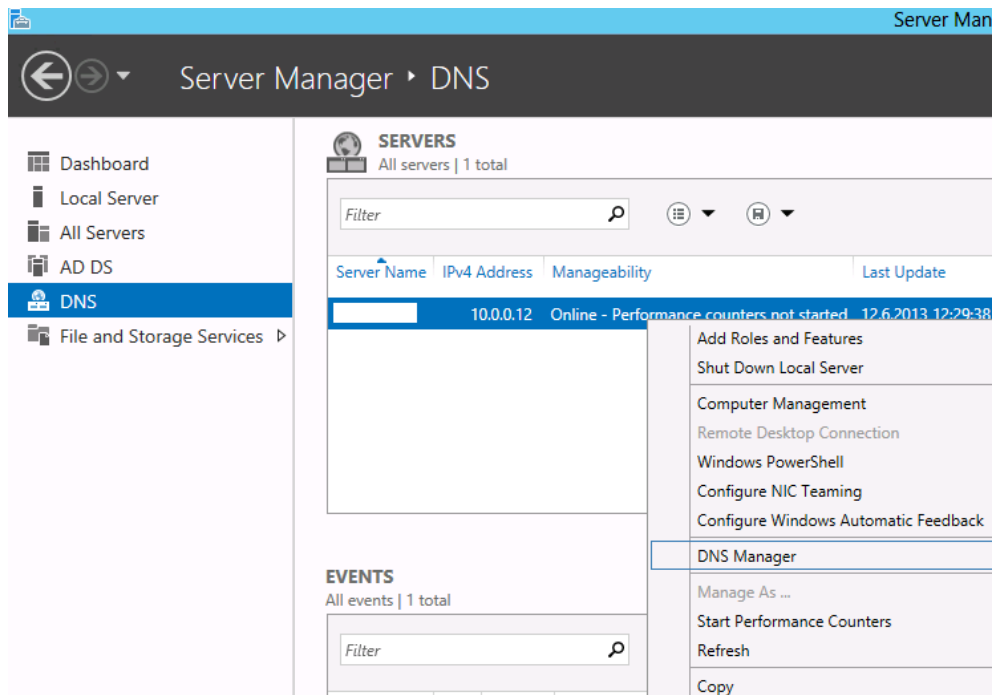 Server Man
Server Manager ‣ DNS
Dashboard
Local Server
All Servers
AD DS
DNS
File and Storage Services
SERVERS
All servers | 1 total
Filter
Server Name IPv4 Address Manageability Last Update
10.0.0.12 Online - Performance counters not started 12.6.2013 12:29:38
Add Roles and Features
Shut Down Local Server
Computer Management
Remote Desktop Connection
Windows PowerShell
Configure NIC Teaming
Configure Windows Automatic Feedback
DNS Manager
Manage As ...
Start Performance Counters
Refresh
Copy
EVENTS
All events | 1 total
Filter